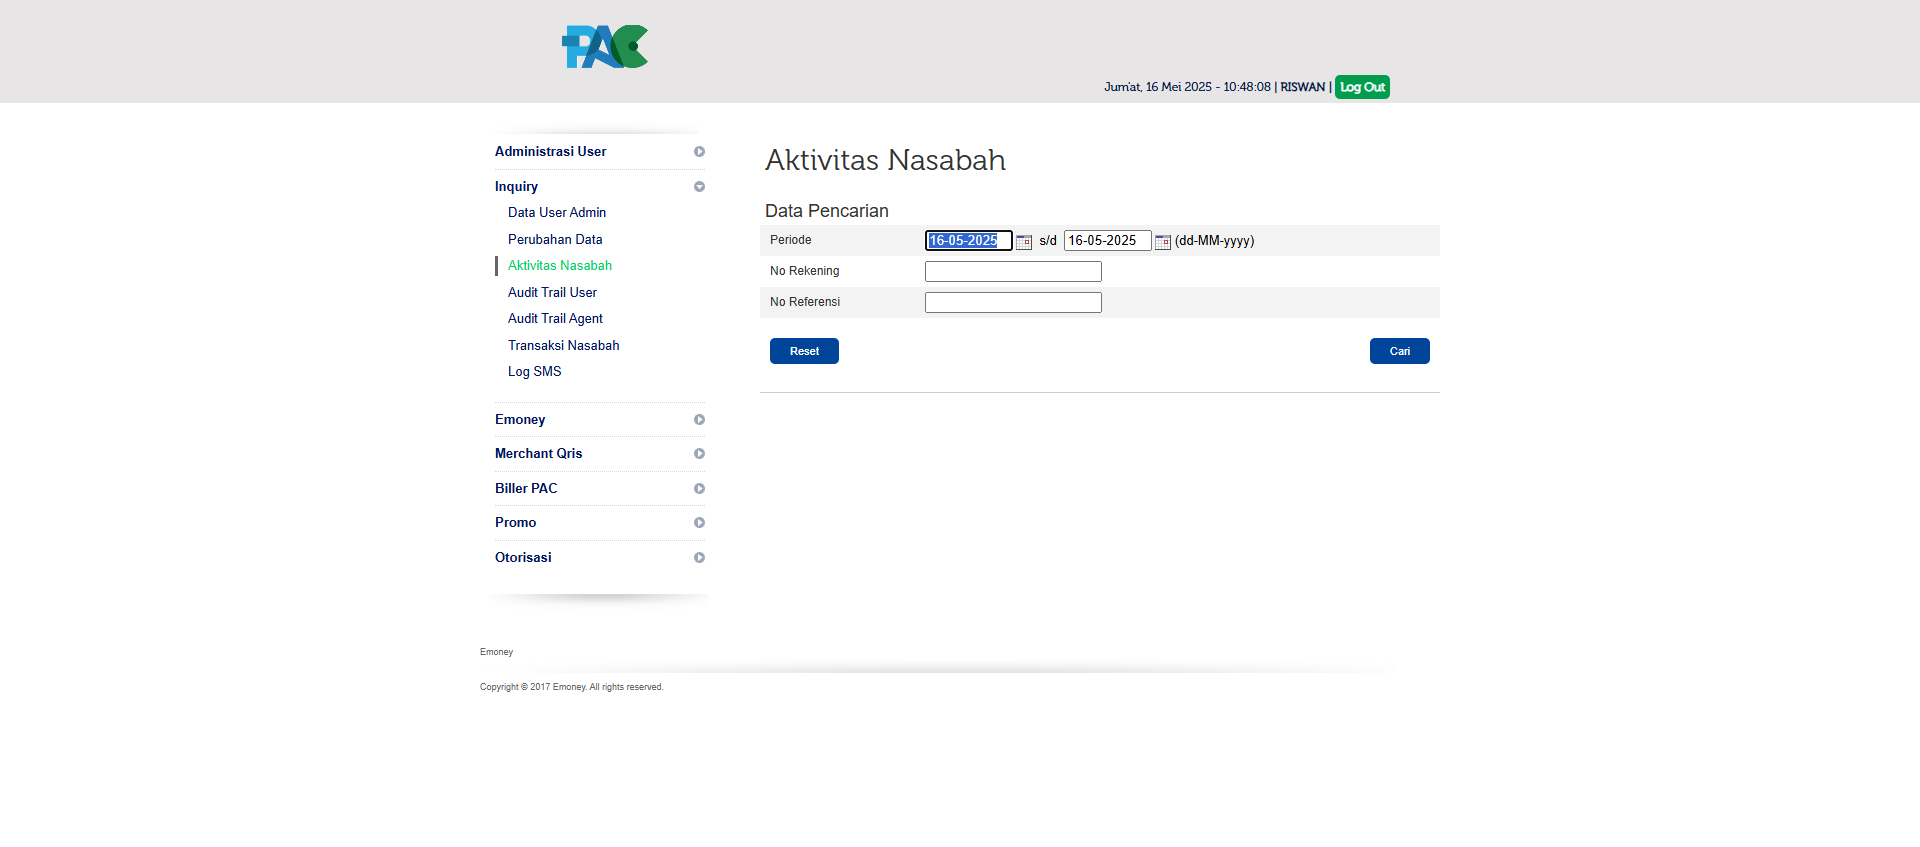 PAC
Jum'at, 16 Mei 2025 - 10:48:08 | RISWAN | Log Out
Administrasi User
Inquiry
Data User Admin
Perubahan Data
Aktivitas Nasabah
Audit Trail User
Audit Trail Agent
Transaksi Nasabah
Log SMS
Emoney
Merchant Qris
Biller PAC
Promo
Otorisasi
Aktivitas Nasabah
Data Pencarian
Periode 16-05-2025 s/d 16-05-2025 (dd-MM-yyyy)
No Rekening
No Referensi
Reset Cari
Emoney
Copyright © 2017 Emoney. All rights reserved.